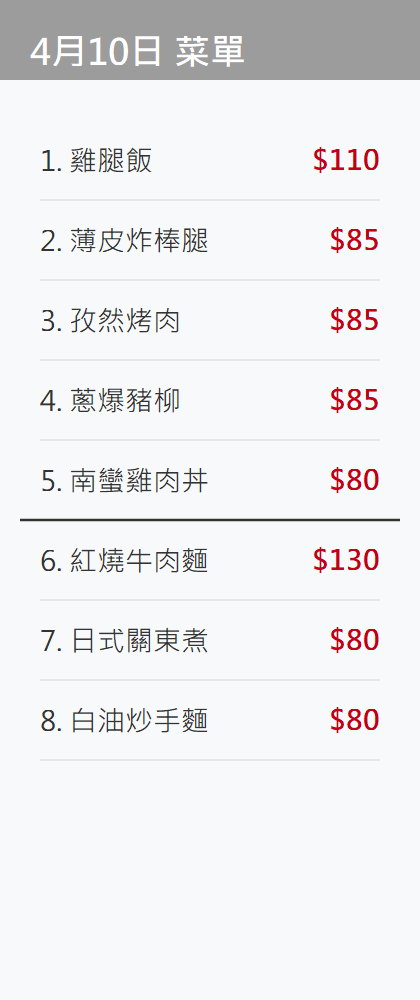 4月10日 菜單
1. 雞腿飯 $110
2. 薄皮炸棒腿 $85
3. 孜然烤肉 $85
4. 蔥爆豬柳 $85
5. 南蠻雞肉丼 $80
6. 紅燒牛肉麵 $130
7. 日式關東煮 $80
8. 白油炒手麵 $80